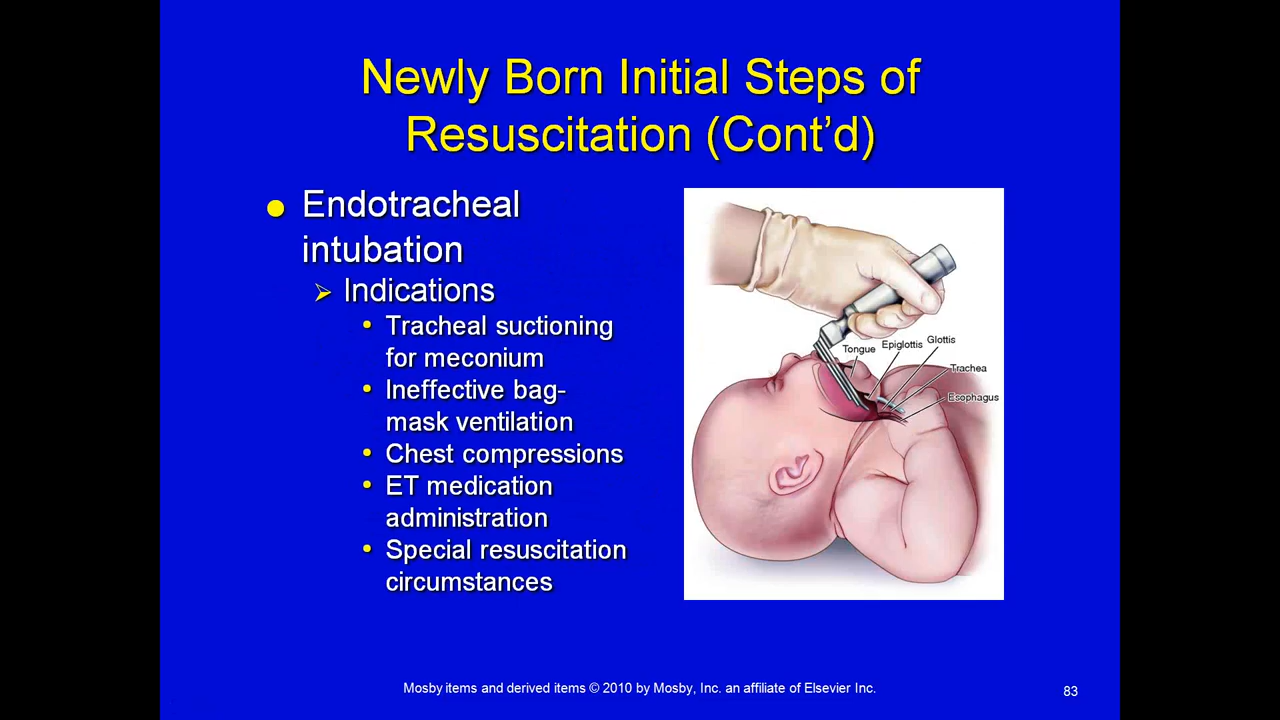 Newly Born Initial Steps of
Resuscitation (Cont’d)
Endotracheal
intubation
Indications
Tracheal suctioning
for meconium
Ineffective bag-
mask ventilation
Chest compressions
ET medication
administration
Special resuscitation
circumstances
Tongue
Epiglottis
Glottis
Trachea
Esophagus
Mosby items and derived items © 2010 by Mosby, Inc. an affiliate of Elsevier Inc.
83